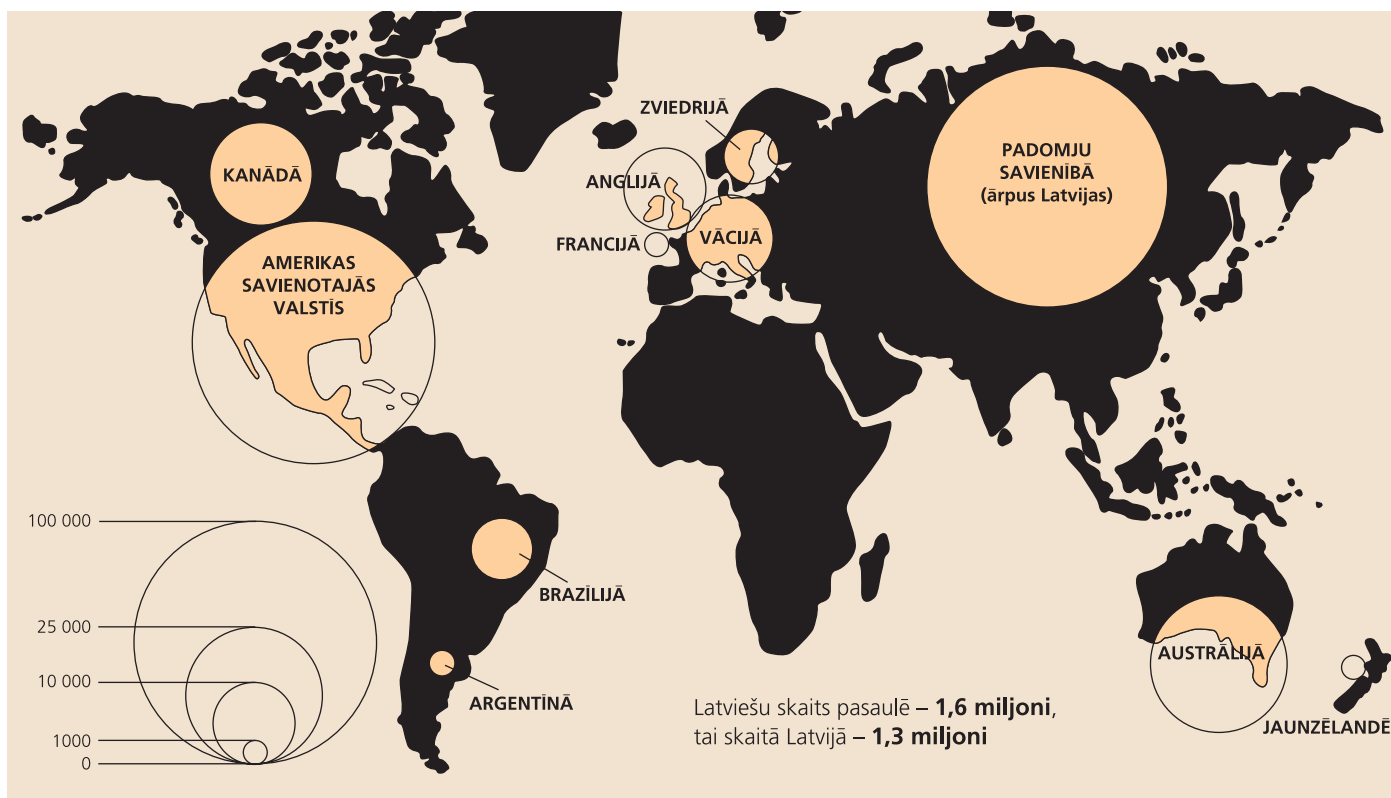 ZVIEDRIJĀ
KANĀDĀ
ANGLIJĀ
FRANCIJĀ
VĀCIJĀ
PADOMJU
SAVIENĪBĀ
(ārpus Latvijas)
AMERIKAS
SAVIENOTAJĀS
VALSTĪS
BRAZĪLIJĀ
ARGENTĪNĀ
AUSTRĀLIJĀ
JAUNZĒLANDĒ
100 000
25 000
10 000
1000
0
Latviešu skaits pasaulē – 1,6 miljoni,
tai skaitā Latvijā – 1,3 miljoni